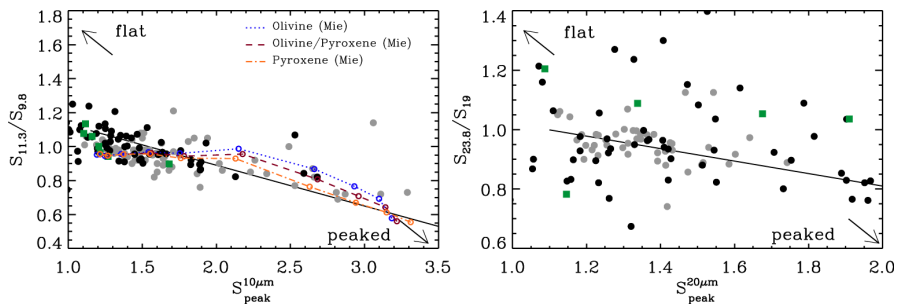 1.8
1.6
1.4
1.2
1.0
0.8
0.6
0.4
S11.3/S9.8
flat
Olivine (Mie)
Olivine/Pyroxene (Mie)
Pyroxene (Mie)
peaked
1.0 1.5 2.0 2.5 3.0 3.5
S10μm peak
1.4
1.2
1.0
0.8
0.6
S23.8/S19
flat
peaked
1.0 1.2 1.4 1.6 1.8 2.0
S20μm peak